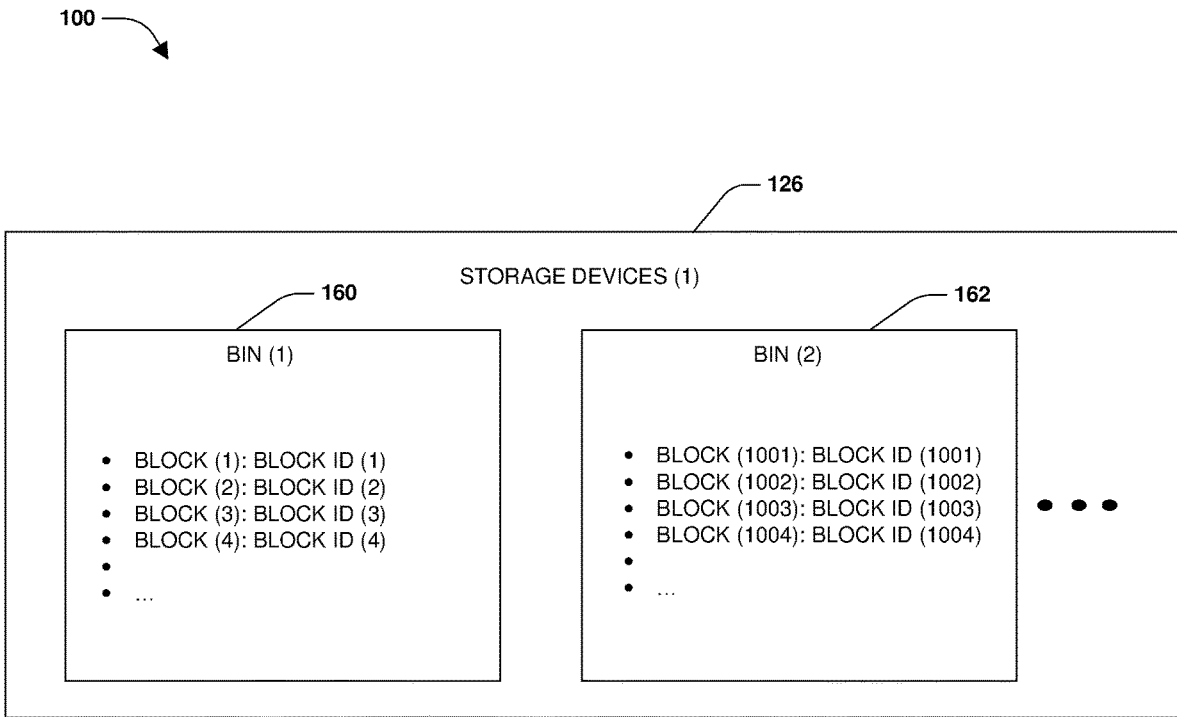 100
126
STORAGE DEVICES (1)
160
162
BIN (1)
BIN (2)
• BLOCK (1): BLOCK ID (1)
• BLOCK (2): BLOCK ID (2)
• BLOCK (3): BLOCK ID (3)
• BLOCK (4): BLOCK ID (4)
•
• ...
• BLOCK (1001): BLOCK ID (1001)
• BLOCK (1002): BLOCK ID (1002)
• BLOCK (1003): BLOCK ID (1003)
• BLOCK (1004): BLOCK ID (1004)
•
• ...
• • •